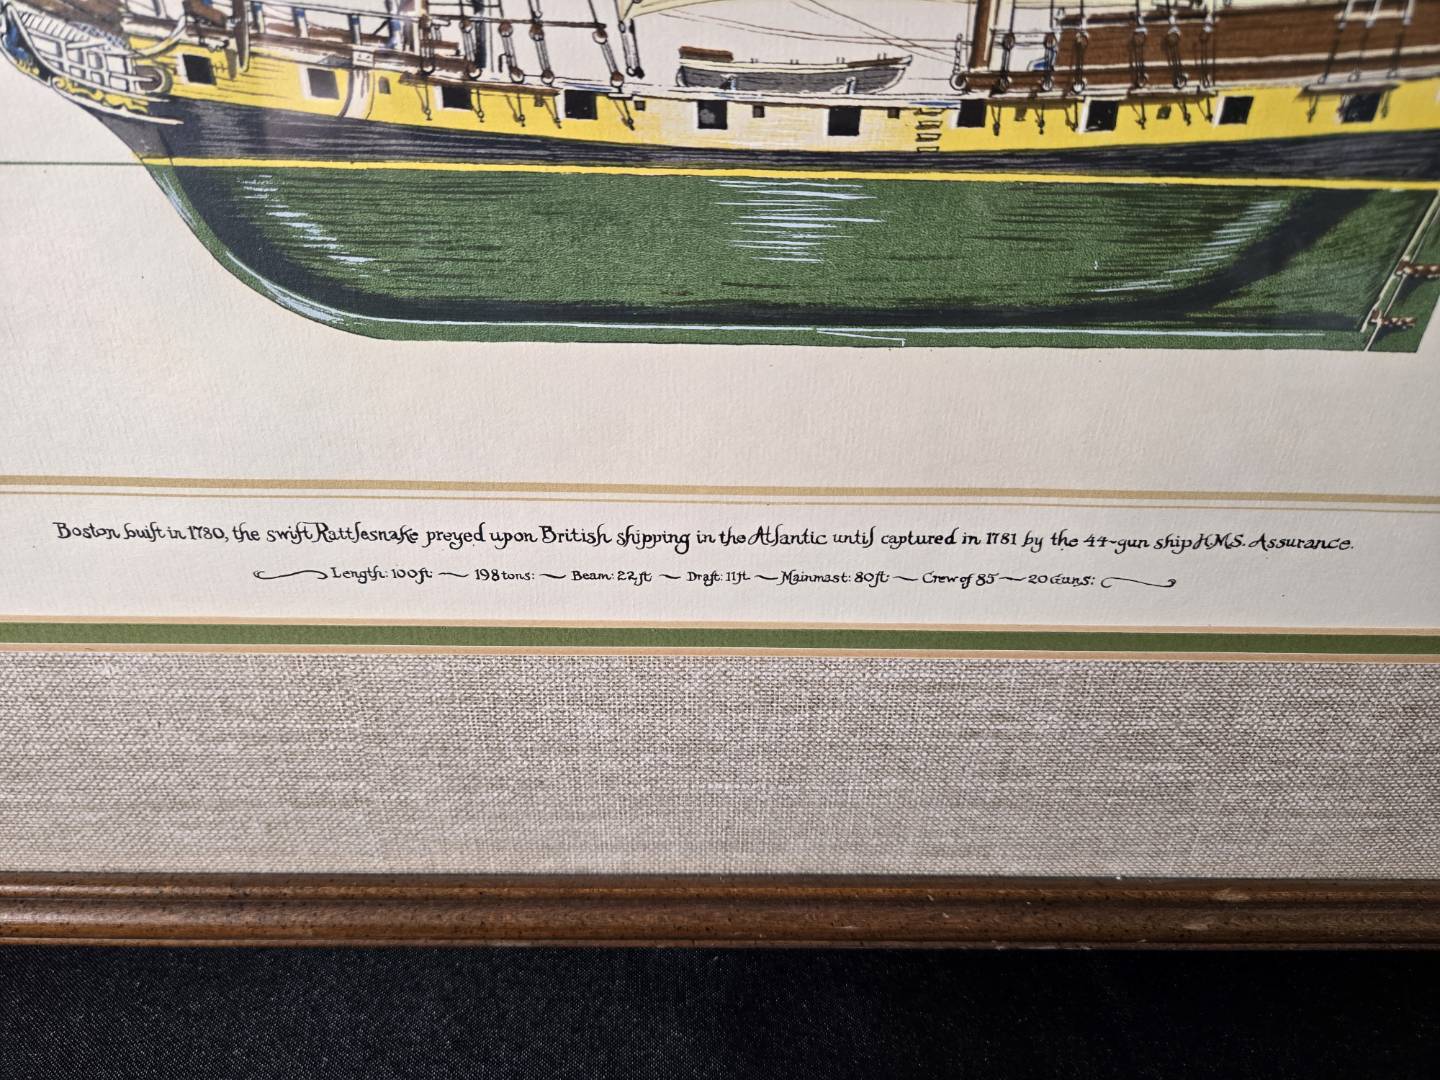 Boston built in 1780, the swift Rattlesnake preyed upon British shipping in the Atlantic until captured in 1781 by the 44-gun ship H.M.S. Assurance.
Length: 100ft ~ 198 tons: ~ Beam: 22ft ~ Draft: 11ft ~ Mainmast: 80ft ~ Crew of 85 ~ 20 Guns: